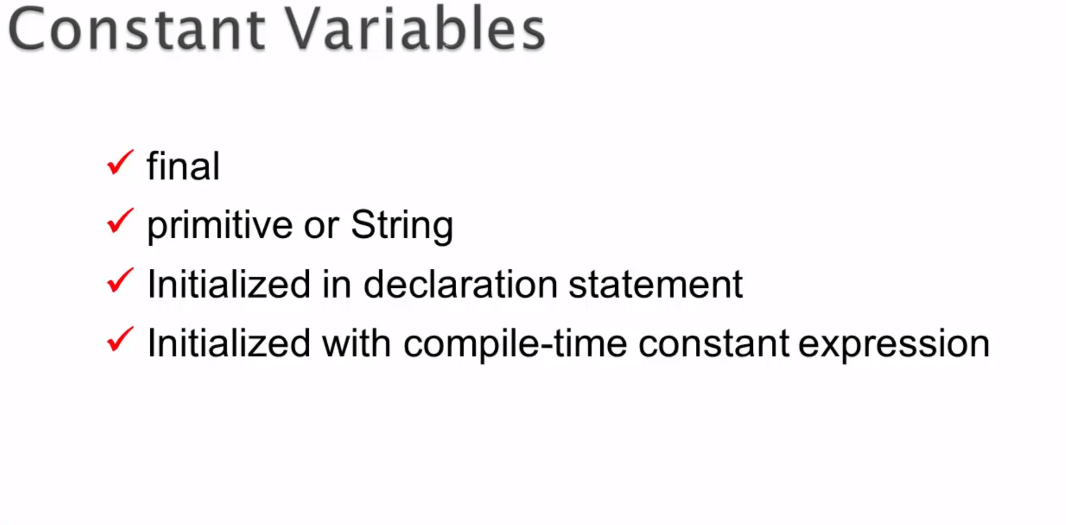 Constant Variables
✓ final
✓ primitive or String
✓ Initialized in declaration statement
✓ Initialized with compile-time constant expression